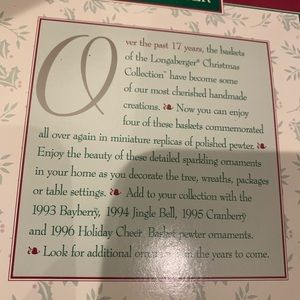 Over the past 17 years, the baskets
of the Longaberger® Christmas
Collection™ have become some
of our most cherished handmade
creations. ❧ Now you can enjoy
four of these baskets commemorated
all over again in miniature replicas of polished pewter. ❧
Enjoy the beauty of these detailed sparkling ornaments
in your home as you decorate the tree, wreaths, packages
or table settings. ❧ Add to your collection with the
1993 Bayberry, 1994 Jingle Bell, 1995 Cranberry
and 1996 Holiday Cheer Basket pewter ornaments.
❧ Look for additional in the years to come.